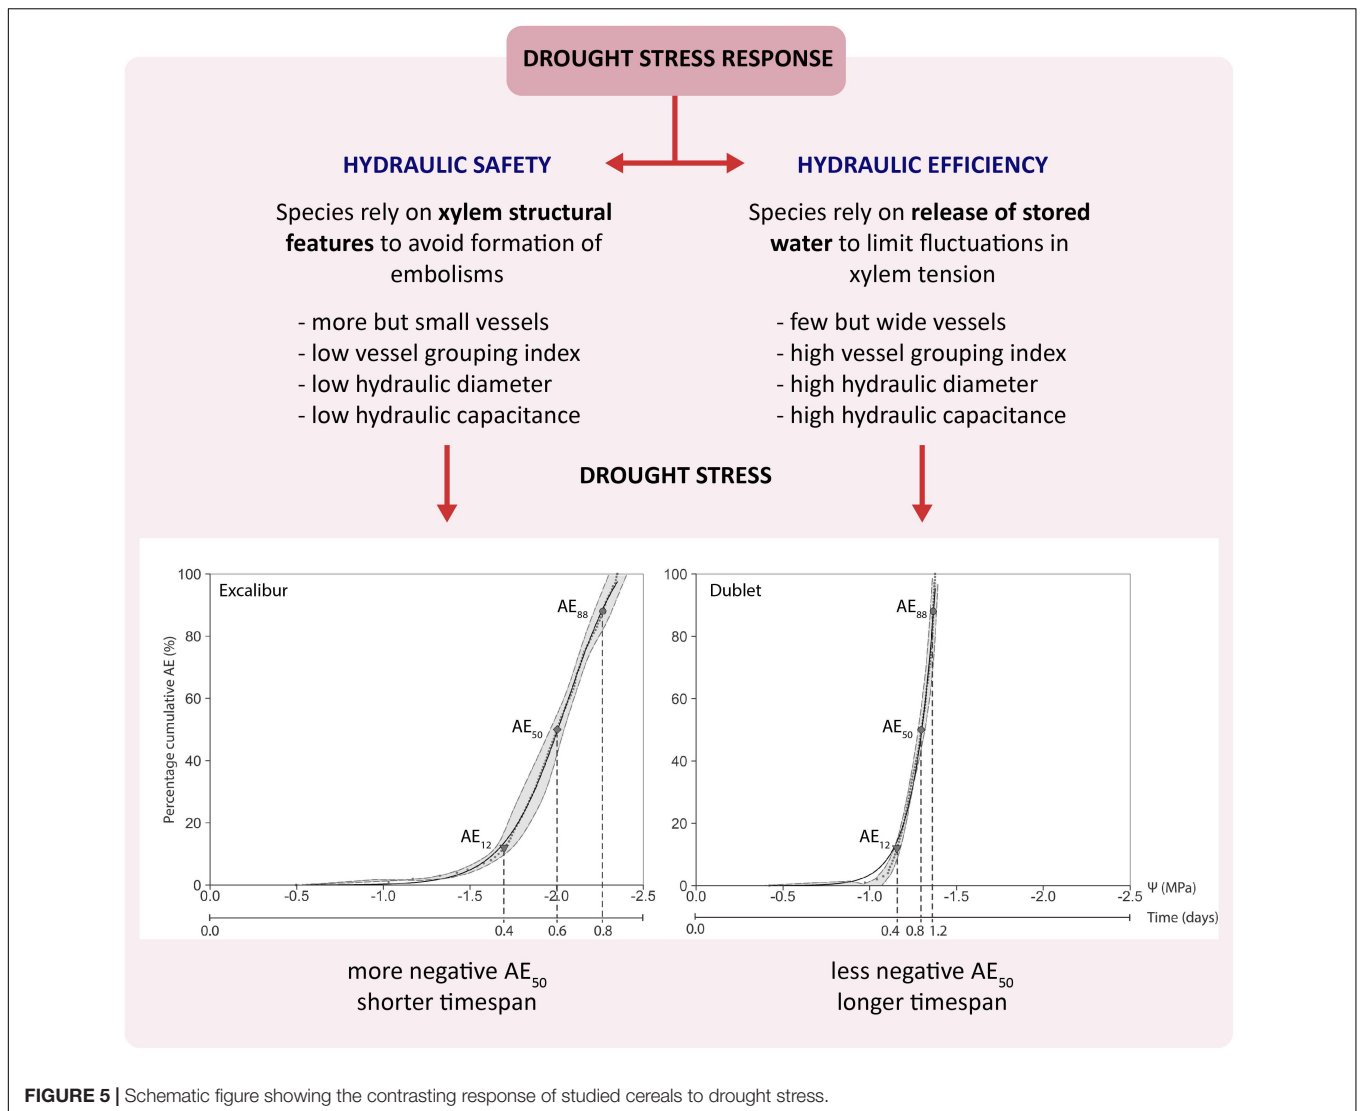 DROUGHT STRESS RESPONSE
HYDRAULIC SAFETY
Species rely on xylem structural
features to avoid formation of
embolisms
- more but small vessels
- low vessel grouping index
- low hydraulic diameter
- low hydraulic capacitance
HYDRAULIC EFFICIENCY
Species rely on release of stored
water to limit fluctuations in
xylem tension
- few but wide vessels
- high vessel grouping index
- high hydraulic diameter
- high hydraulic capacitance
DROUGHT STRESS
Excalibur
Percentage cumulative AE (%)
100
80
60
40
20
0
AE88
AE50
AE12
0.0 -0.5 -1.0 -1.5 -2.0 -2.5
0.0 0.4 0.6 0.8
Dublet
100
80
60
40
20
0
AE88
AE50
AE12
0.0 -0.5 -1.0 -1.5 -2.0 -2.5 Ψ (MPa)
Time (days)
0.0 0.4 0.8 1.2
more negative AE50
shorter timespan
less negative AE50
longer timespan
FIGURE 5 | Schematic figure showing the contrasting response of studied cereals to drought stress.